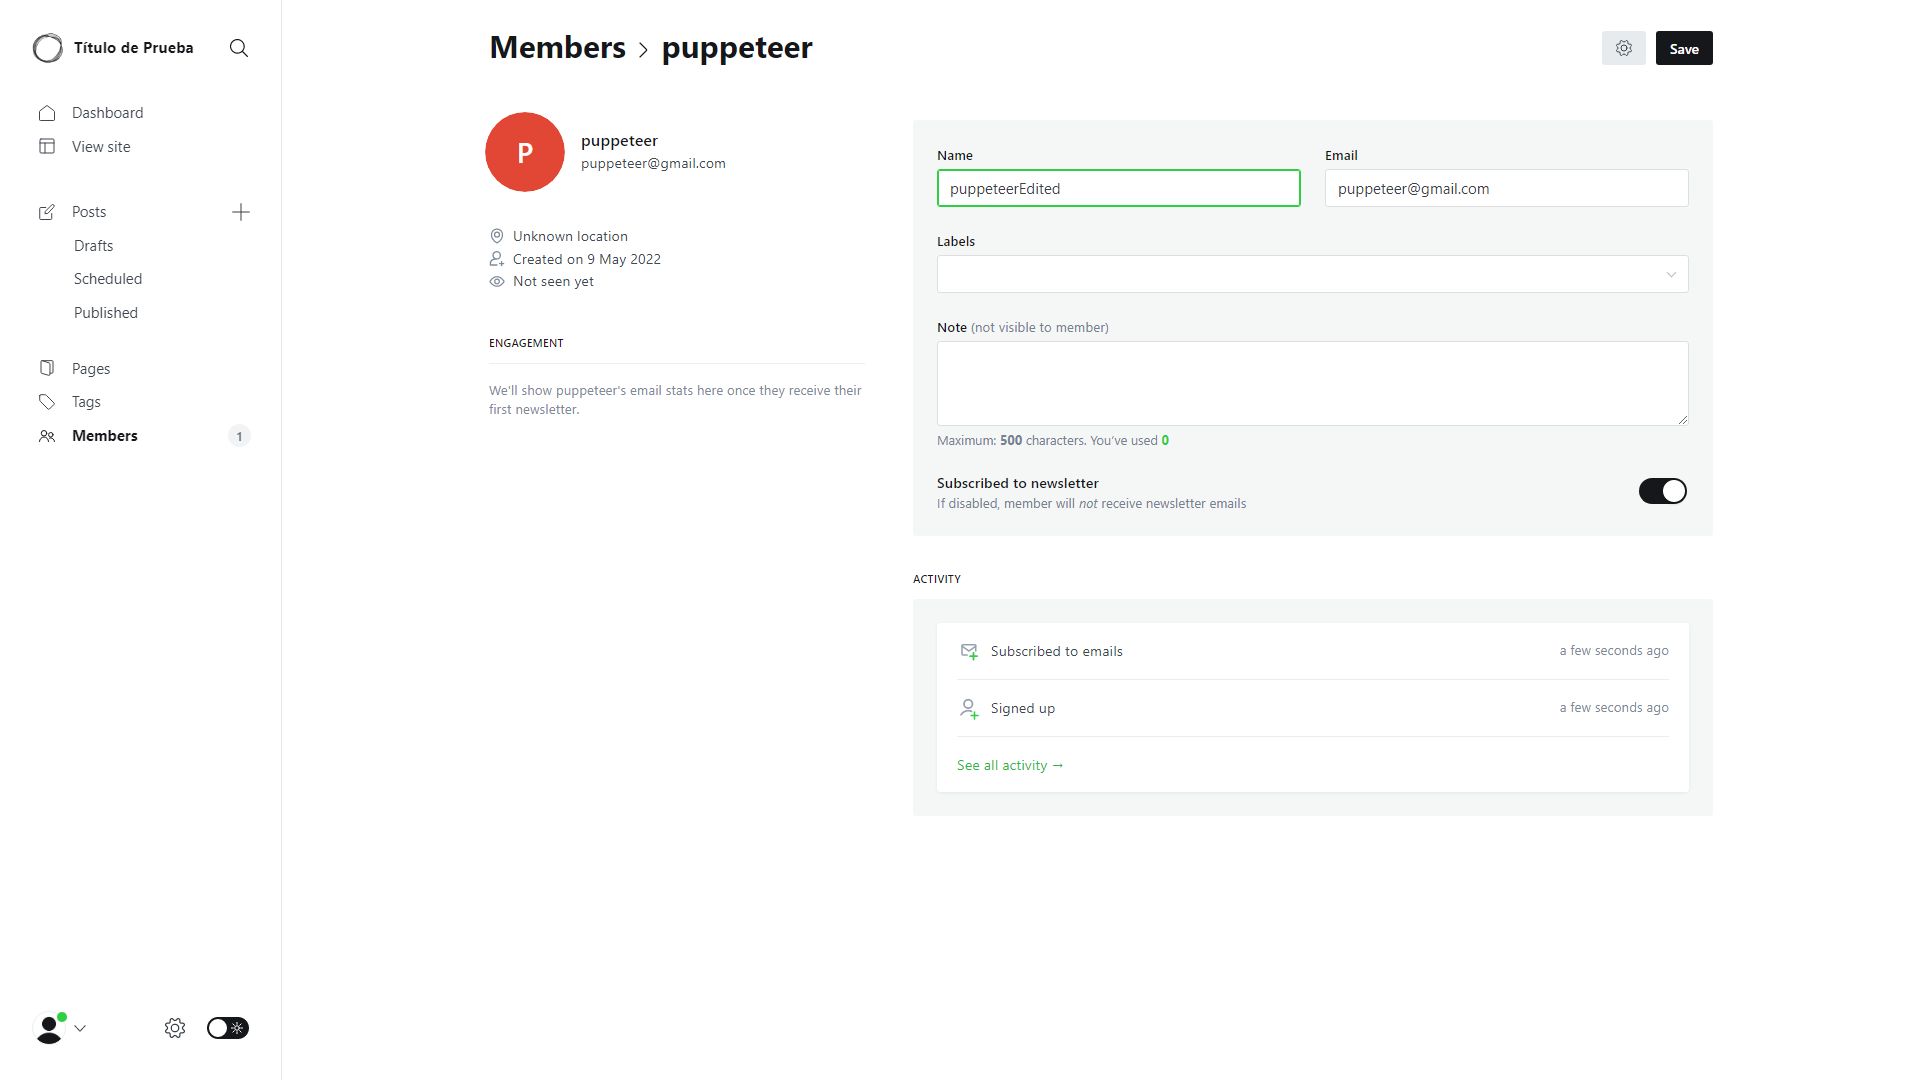 Título de Prueba
Dashboard
View site
Posts
Drafts
Scheduled
Published
Pages
Tags
Members 1
Members > puppeteer
Save
P
puppeteer
puppeteer@gmail.com
Unknown location
Created on 9 May 2022
Not seen yet
ENGAGEMENT
We'll show puppeteer's email stats here once they receive their
first newsletter.
Name
puppeteerEdited
Email
puppeteer@gmail.com
Labels
Note (not visible to member)
Maximum: 500 characters. You’ve used 0
Subscribed to newsletter
If disabled, member will not receive newsletter emails
ACTIVITY
Subscribed to emails a few seconds ago
Signed up a few seconds ago
See all activity →